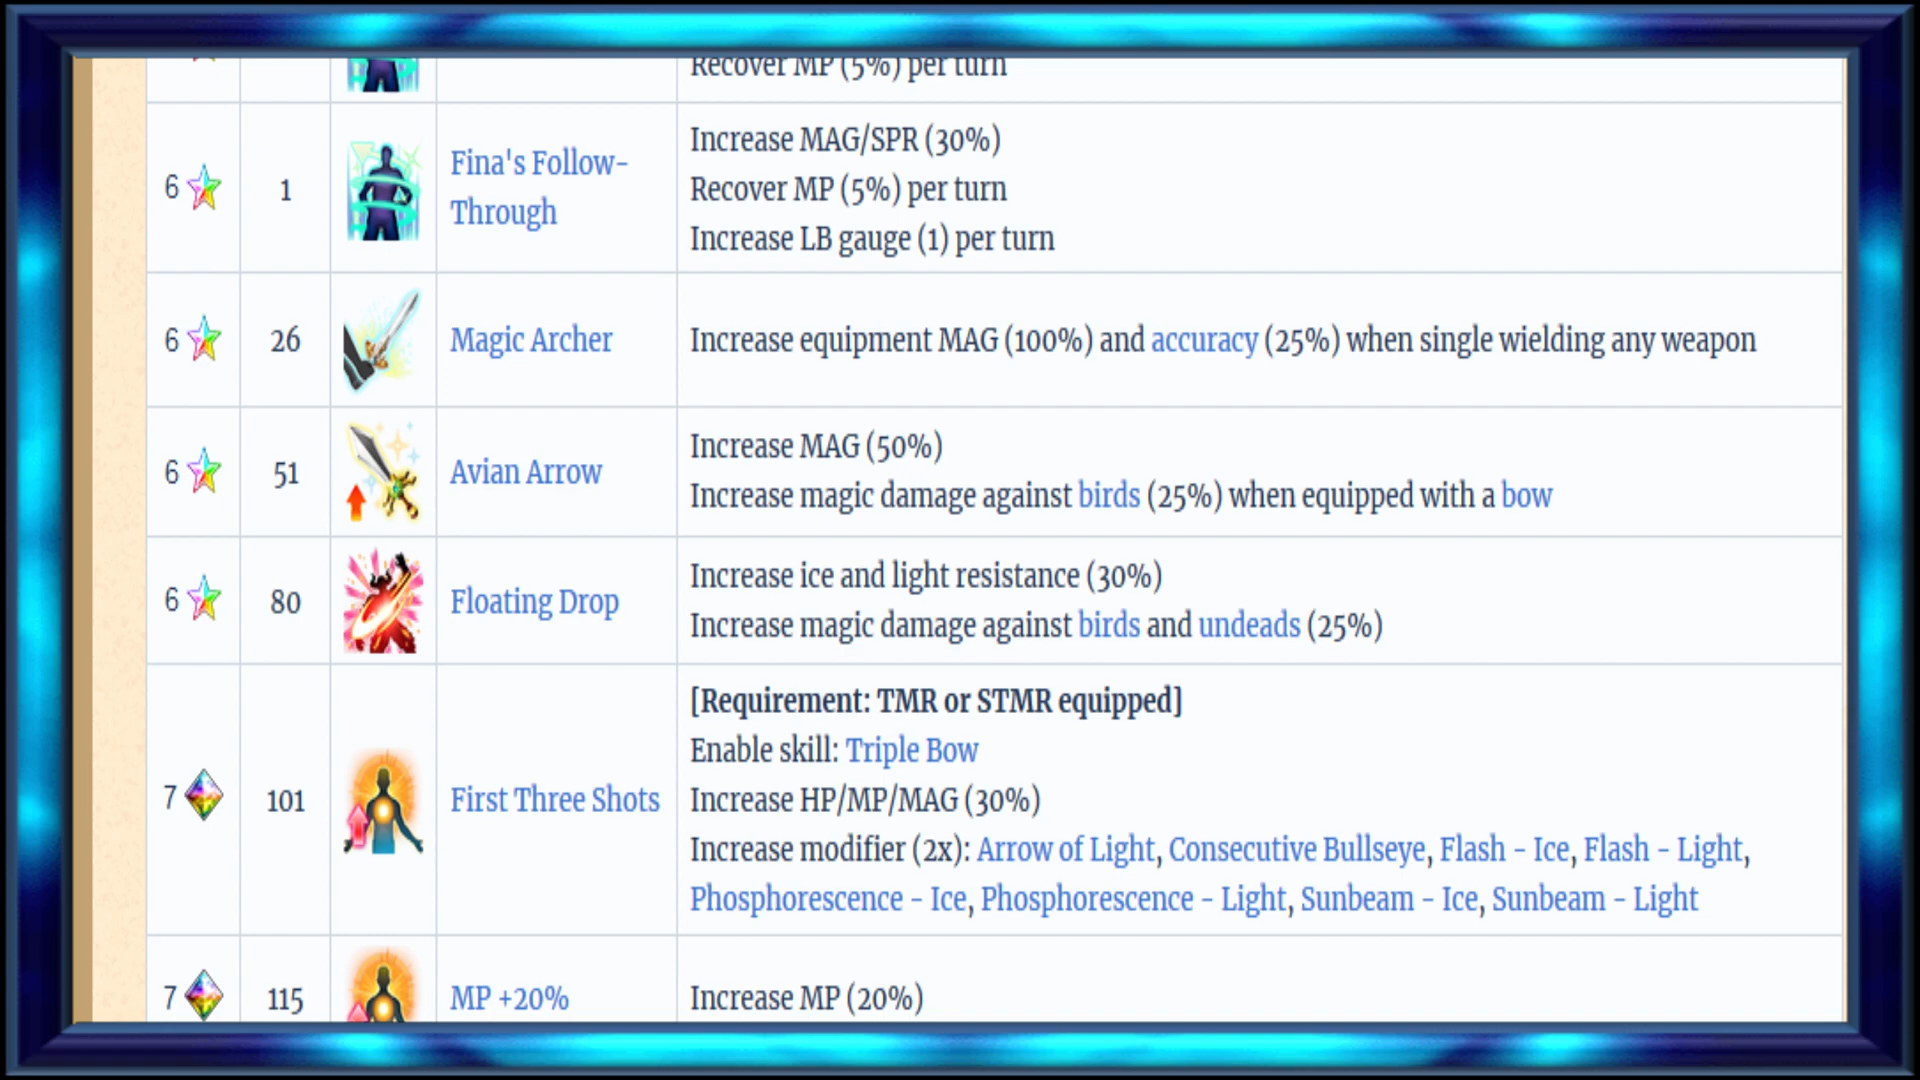 Recover MP (5%) per turn
6 1 Fina's Follow-
Through
Increase MAG/SPR (30%)
Recover MP (5%) per turn
Increase LB gauge (1) per turn
6 26 Magic Archer Increase equipment MAG (100%) and accuracy (25%) when single wielding any weapon
6 51 Avian Arrow
Increase MAG (50%)
Increase magic damage against birds (25%) when equipped with a bow
6 80 Floating Drop
Increase ice and light resistance (30%)
Increase magic damage against birds and undeads (25%)
7 101 First Three Shots
[Requirement: TMR or STMR equipped]
Enable skill: Triple Bow
Increase HP/MP/MAG (30%)
Increase modifier (2x): Arrow of Light, Consecutive Bullseye, Flash - Ice, Flash - Light,
Phosphorescence - Ice, Phosphorescence - Light, Sunbeam - Ice, Sunbeam - Light
7 115 MP +20% Increase MP (20%)